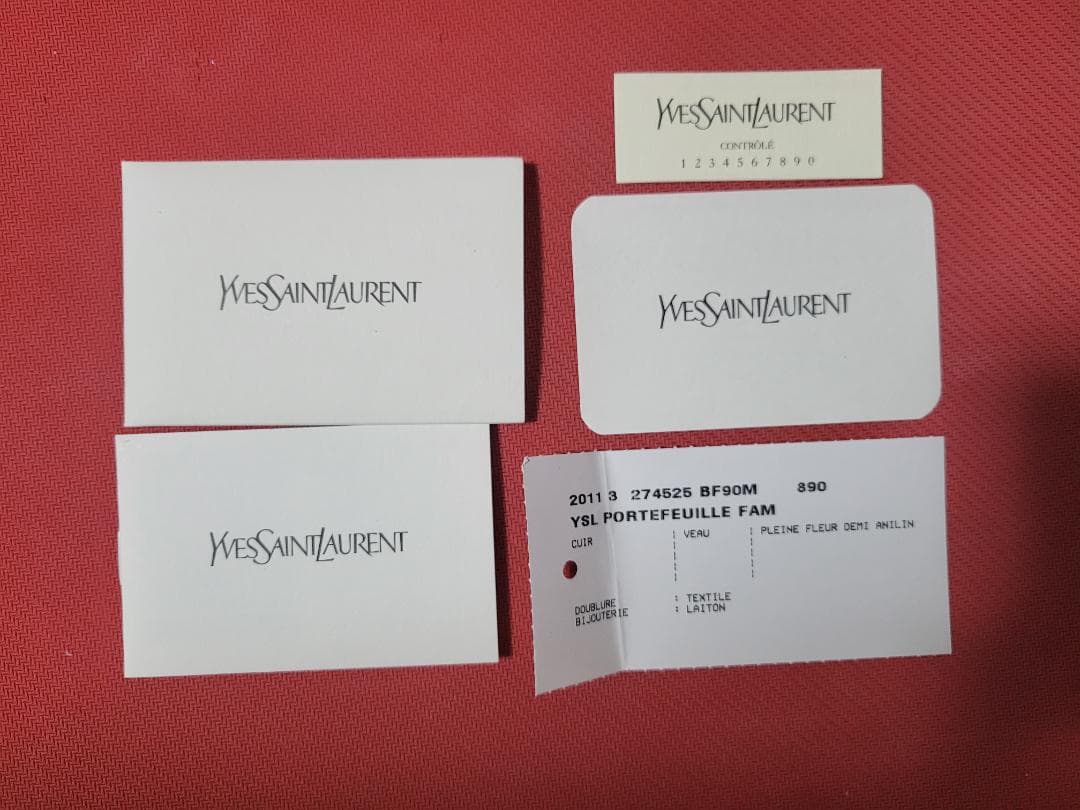 YVESSAINTLAURENT
CONTRÔLÉ
1 2 3 4 5 6 7 8 9 0
YVESSAINTLAURENT
YVESSAINTLAURENT
YVESSAINTLAURENT
2011 3 274525 BF90M 890
YSL PORTEFEUILLE FAM
CUIR | VEAU | PLEINE FLEUR DEMI ANILIN
DOUBLURE : TEXTILE
BIJOUTERIE : LAITON